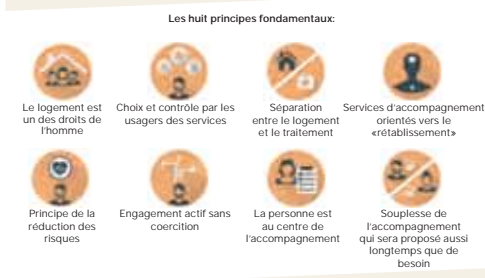 Les huit principes fondamentaux:
Le logement est
un des droits de
l'homme
Choix et contrôle par les
usagers des services
Séparation
entre le logement
et le traitement
Services d'accompagnement
orientés vers le
«rétablissement»
Principe de la
réduction des
risques
Engagement actif sans
coercition
La personne est
au centre de
l'accompagnement
Souplesse de
l'accompagnement
qui sera proposé aussi
longtemps que de
besoin